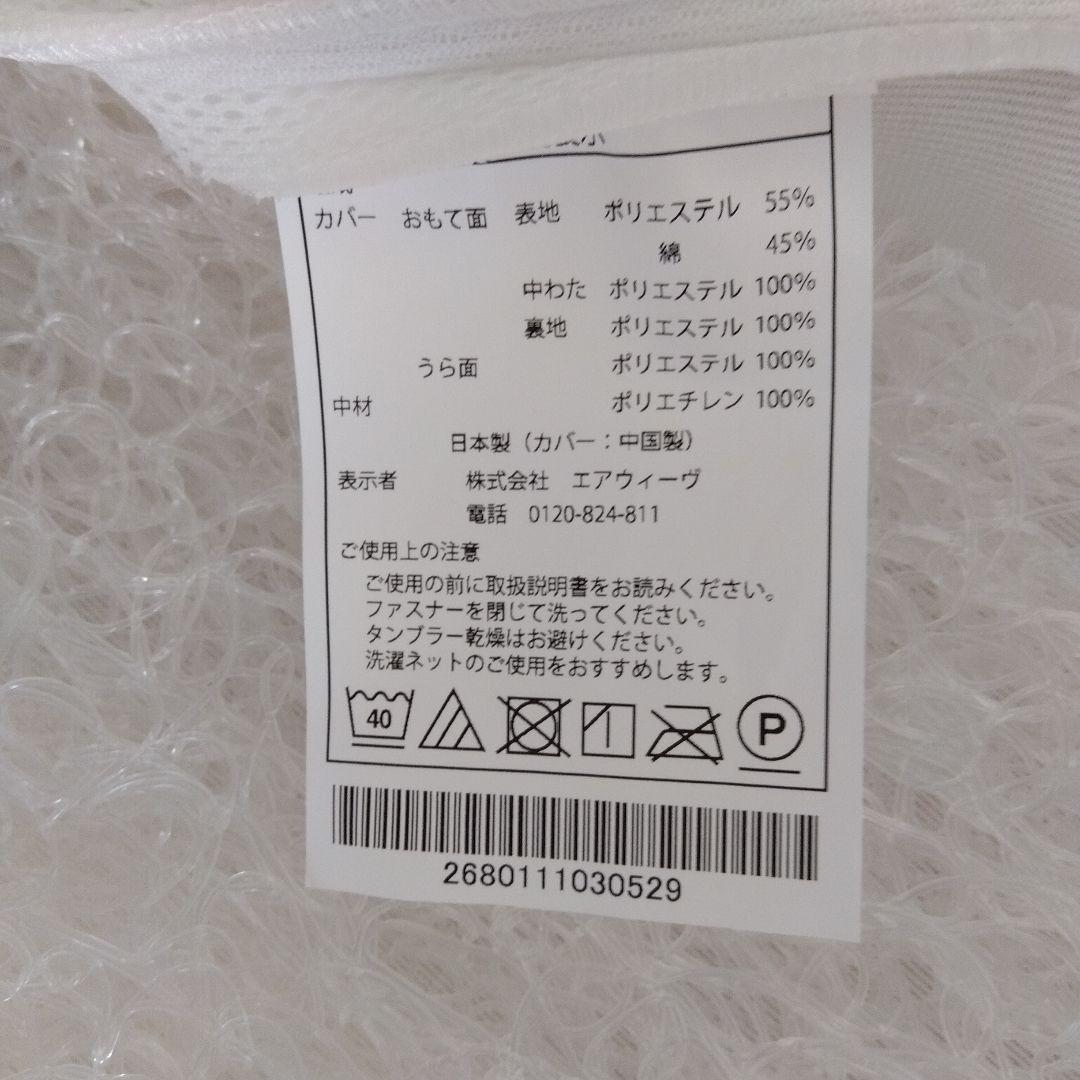 カバー おもて面 表地 ポリエステル 55%
綿 45%
中わた ポリエステル 100%
裏地 ポリエステル 100%
うら面 ポリエステル 100%
中材 ポリエチレン 100%
日本製（カバー：中国製）
表示者 株式会社 エアウィーヴ
電話 0120-824-811
ご使用上の注意
ご使用の前に取扱説明書をお読みください。
ファスナーを閉じて洗ってください。
タンブラー乾燥はお避けください。
洗濯ネットのご使用をおすすめします。
40 P
2680111030529